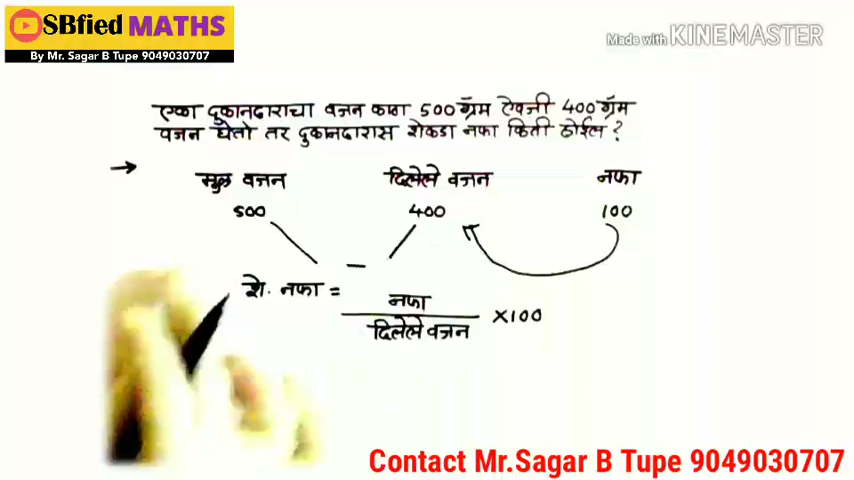 SBfied MATHS
By Mr. Sagar B Tupe 9049030707
Made with KINEMASTER
एका दुकानदाराचा वजन काटा 500 ग्रॅम ऐवजी 400 ग्रॅम
वजन घेतो तर दुकानदारास शेकडा नफा किती होईल ?
→ मुळ वजन दिलेले वजन नफा
500 400 100
–
शे. नफा = नफा / दिलेले वजन ×100
Contact Mr.Sagar B Tupe 9049030707